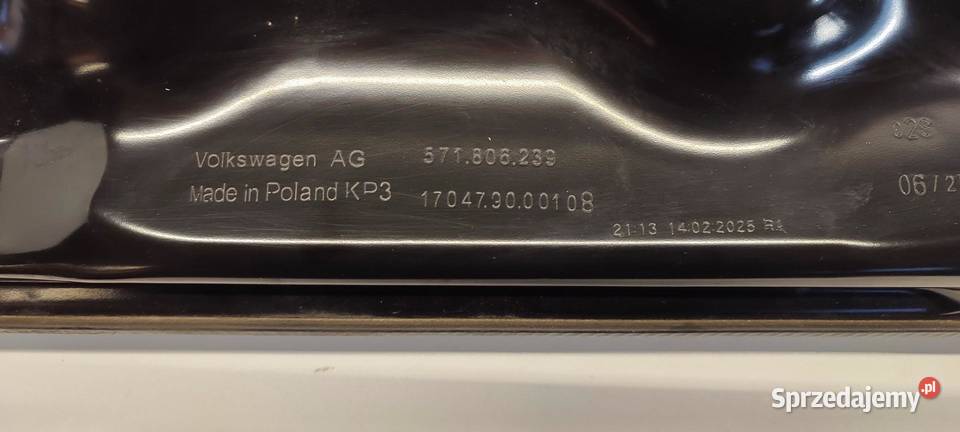 Volkswagen AG 571.806.239
Made in Poland KP3 17047.90.00108
21:13 14:02:2025
06/2
Sprzedajemy.pl